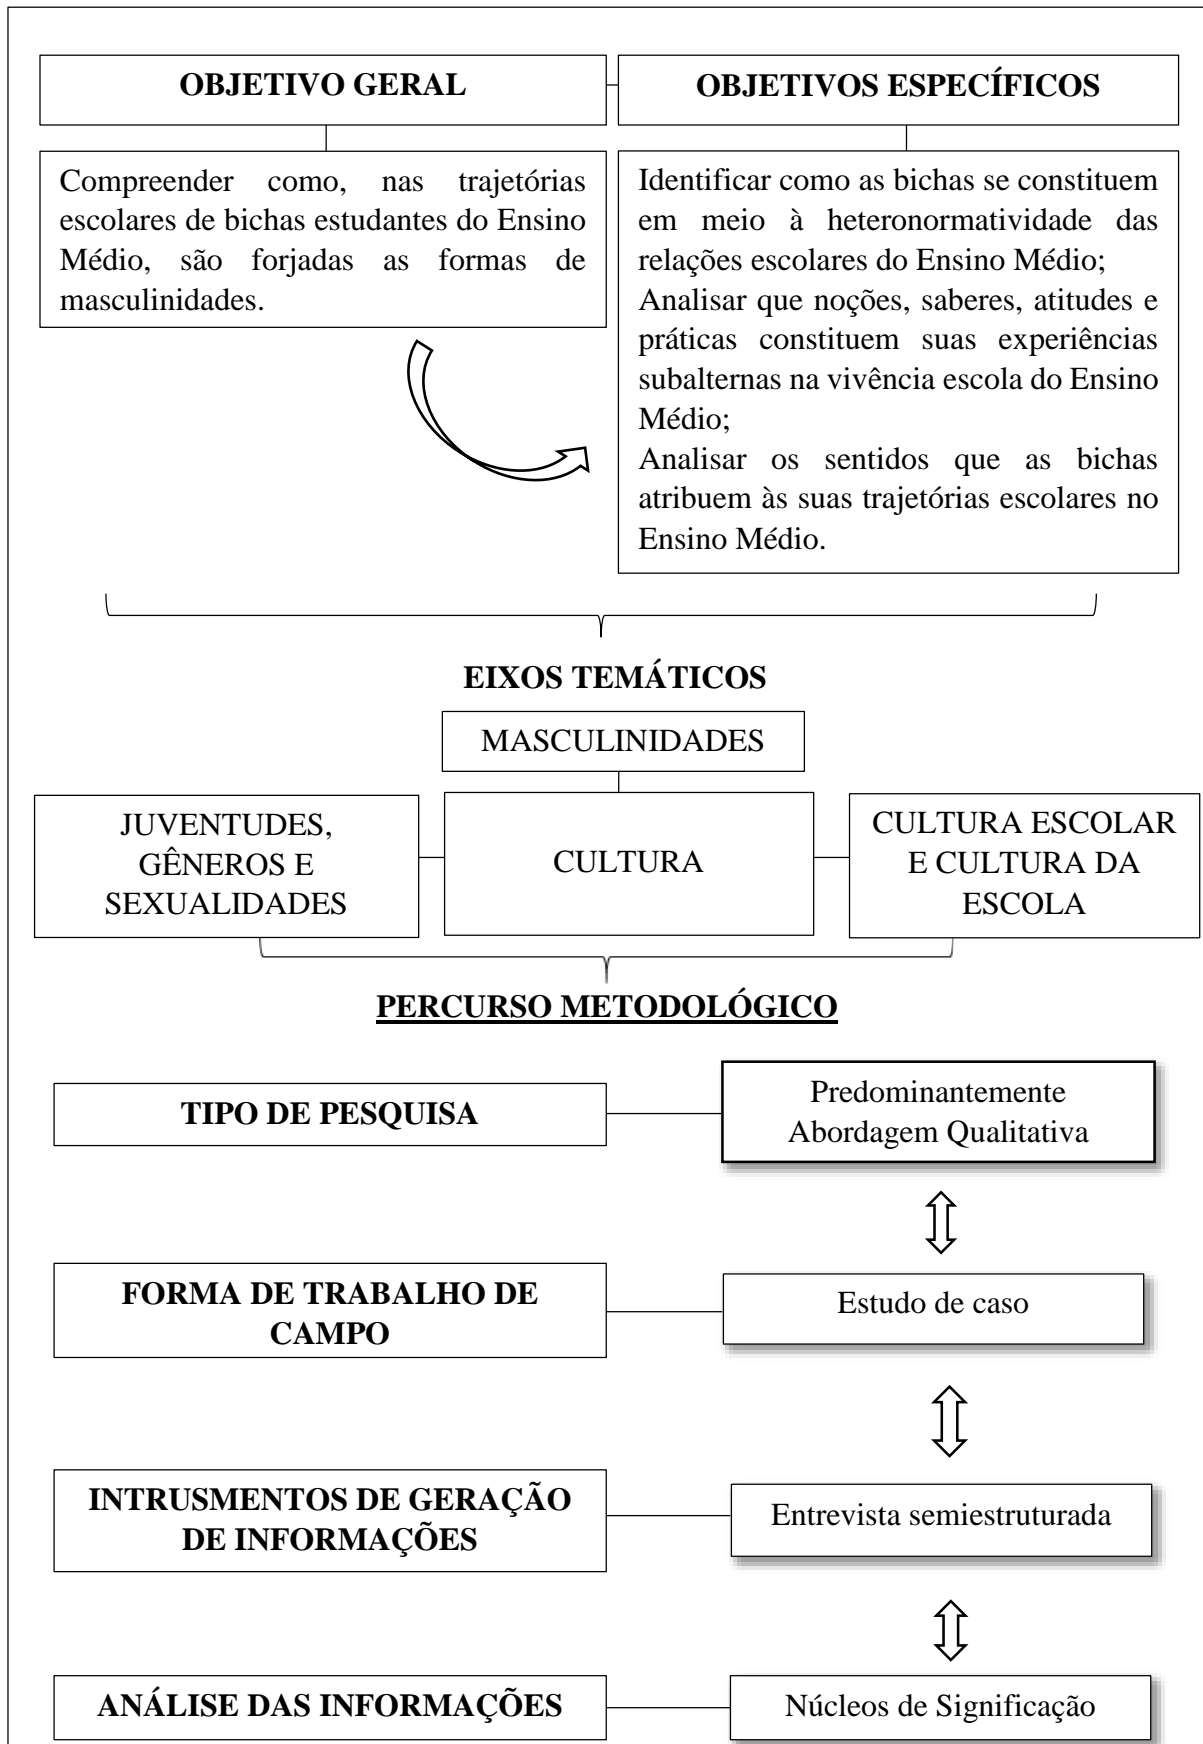 OBJETIVO GERAL
OBJETIVOS ESPECÍFICOS
Compreender como, nas trajetórias
escolares de bichas estudantes do Ensino
Médio, são forjadas as formas de
masculinidades.
Identificar como as bichas se constituem
em meio à heteronormatividade das
relações escolares do Ensino Médio;
Analisar que noções, saberes, atitudes e
práticas constituem suas experiências
subalternas na vivência escola do Ensino
Médio;
Analisar os sentidos que as bichas
atribuem às suas trajetórias escolares no
Ensino Médio.
EIXOS TEMÁTICOS
MASCULINIDADES
JUVENTUDES,
GÊNEROS E
SEXUALIDADES
CULTURA
CULTURA ESCOLAR
E CULTURA DA
ESCOLA
PERCURSO METODOLÓGICO
TIPO DE PESQUISA
Predominantemente
Abordagem Qualitativa
FORMA DE TRABALHO DE
CAMPO
Estudo de caso
INTRUSMENTOS DE GERAÇÃO
DE INFORMAÇÕES
Entrevista semiestruturada
ANÁLISE DAS INFORMAÇÕES
Núcleos de Significação